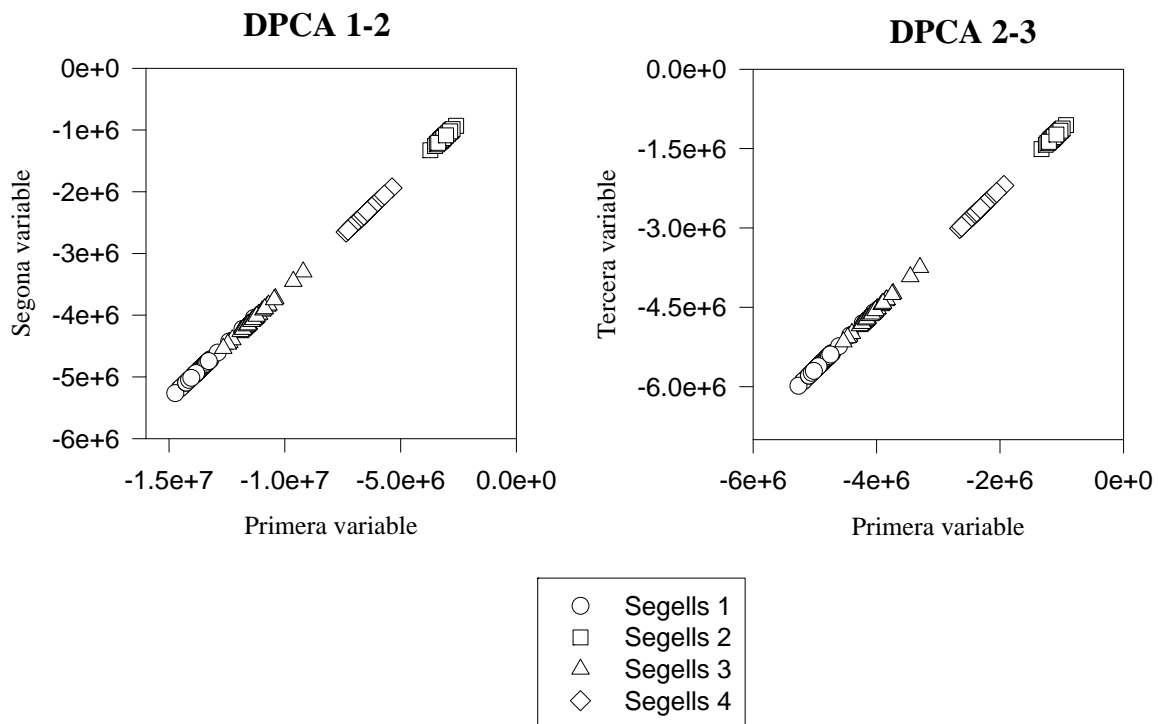 DPCA 1-2
0e+0
-1e+6
-2e+6
-3e+6
-4e+6
-5e+6
-6e+6
Segona variable
-1.5e+7 -1.0e+7 -5.0e+6 0.0e+0
Primera variable
DPCA 2-3
0.0e+0
-1.5e+6
-3.0e+6
-4.5e+6
-6.0e+6
Tercera variable
-6e+6 -4e+6 -2e+6 0e+0
Primera variable
Segells 1
Segells 2
Segells 3
Segells 4